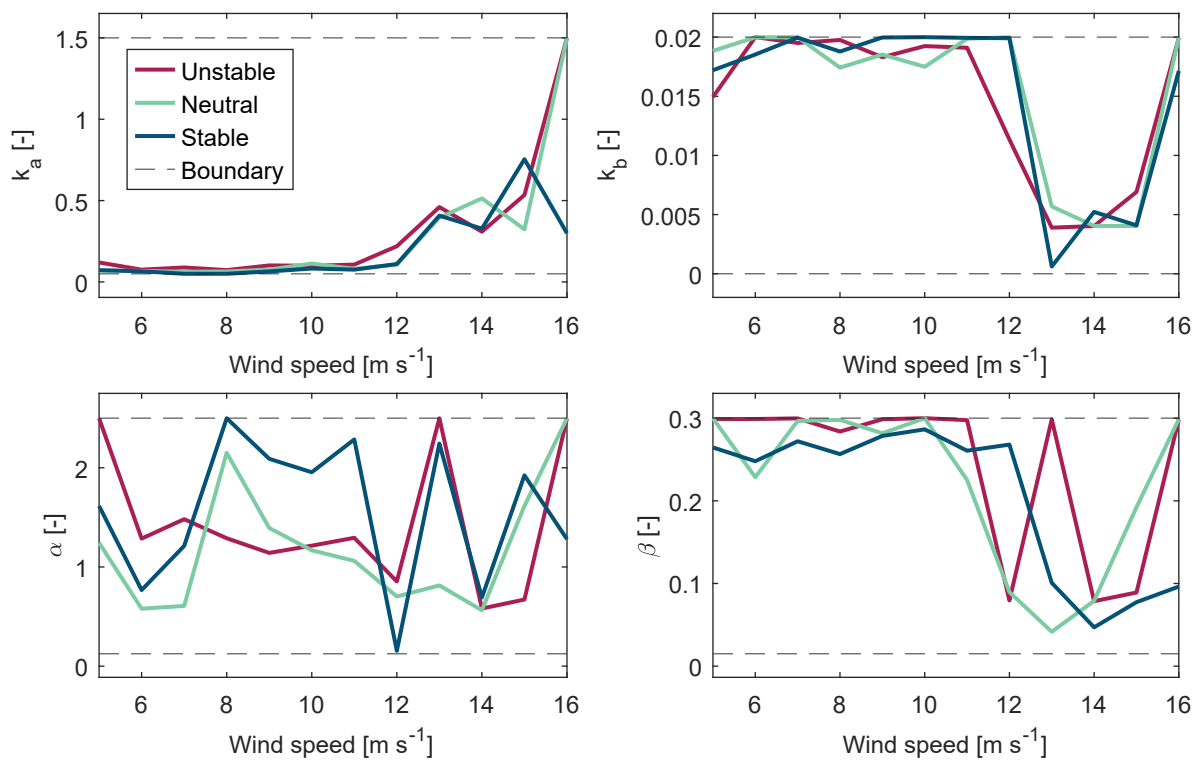 1.5
0.5
0
k_a [-]
Unstable
Neutral
Stable
Boundary
6 8 10 12 14 16
Wind speed [m s⁻¹]
0.02
0.015
0.01
0.005
0
k_b [-]
6 8 10 12 14 16
Wind speed [m s⁻¹]
2
1
0
α [-]
6 8 10 12 14 16
Wind speed [m s⁻¹]
0.3
0.2
0.1
0
β [-]
6 8 10 12 14 16
Wind speed [m s⁻¹]